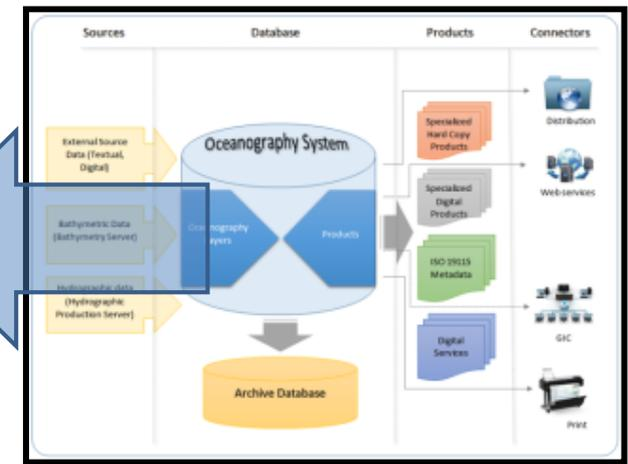 Sources
Database
Products
Connectors
External Source
Data (Textual,
Digital)
Bathymetric Data
(Bathymetry Server)
Hydrographic data
(Hydrographic
Production Server)
Oceanography System
Oceanography
Layers
Products
Archive Database
Specialized
Hard Copy
Products
Specialized
Digital
Products
ISO 19115
Metadata
Digital
Services
Distribution
Web services
GIC
Print